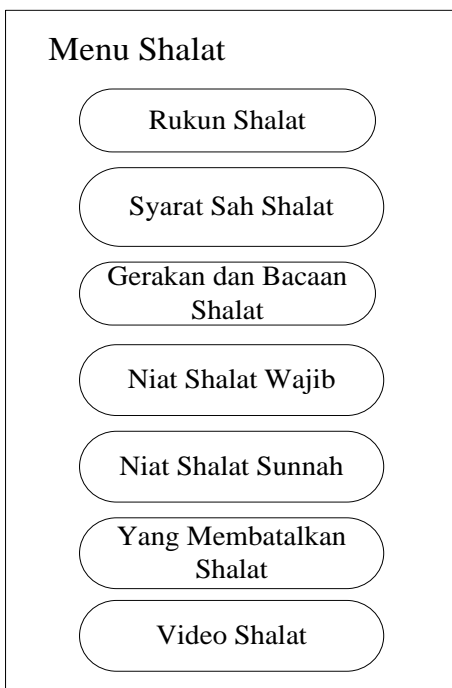 Menu Shalat
Rukun Shalat
Syarat Sah Shalat
Gerakan dan Bacaan
Shalat
Niat Shalat Wajib
Niat Shalat Sunnah
Yang Membatalkan
Shalat
Video Shalat